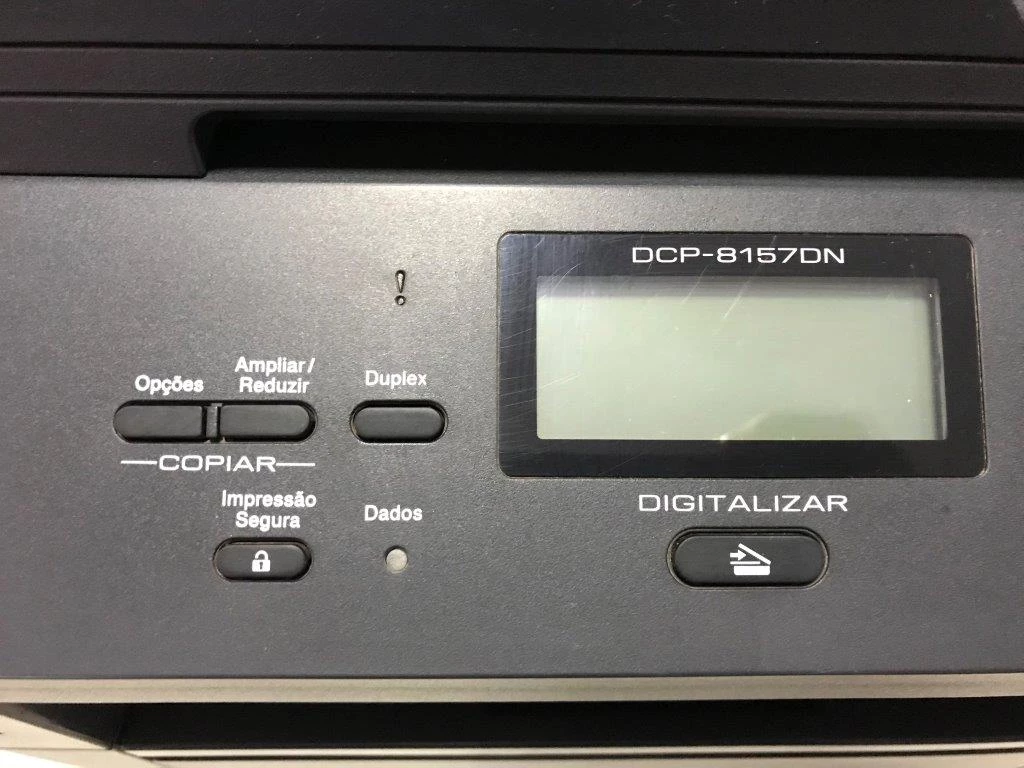 DCP-8157DN
!
Ampliar/
Opções Reduzir Duplex
COPIAR
Impressão
Segura
Dados
DIGITALIZAR